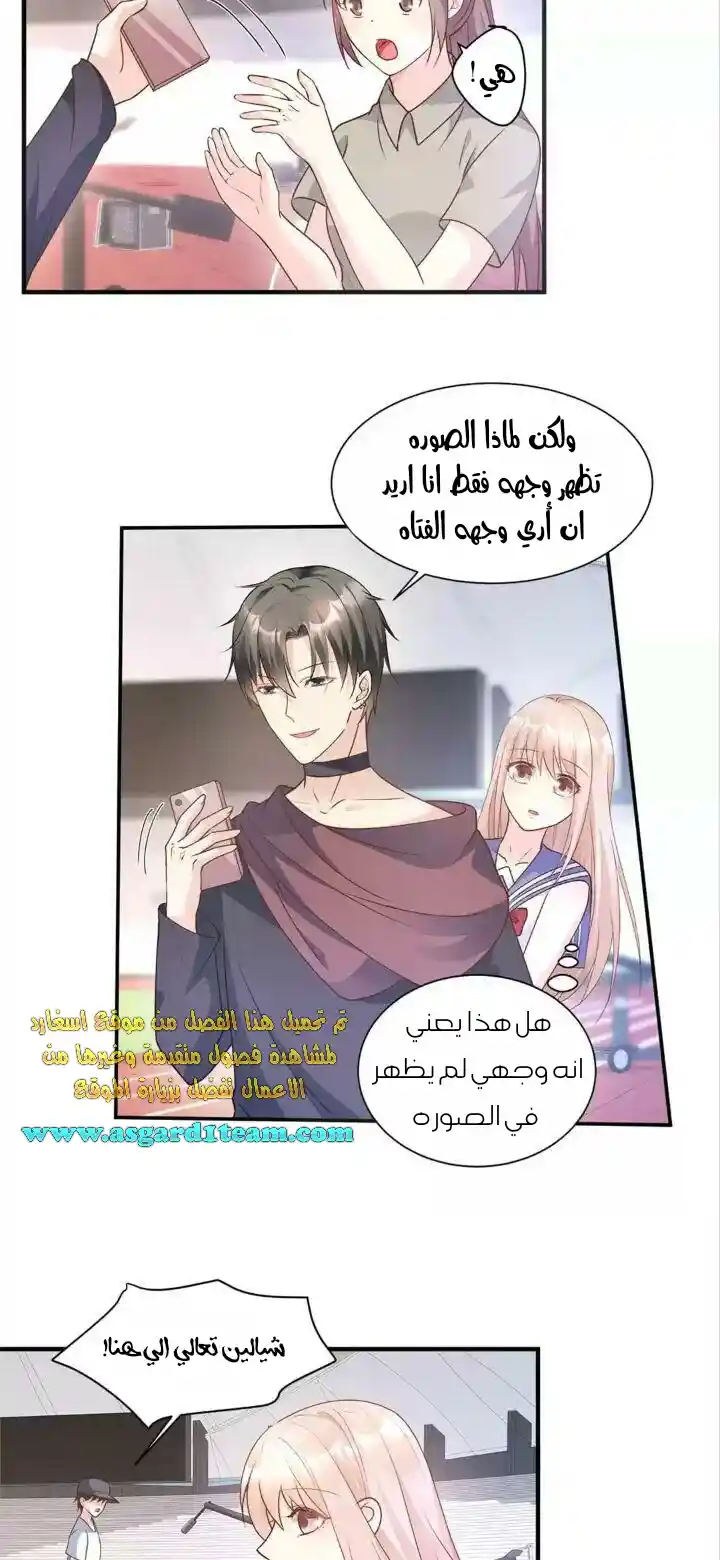 هي!
ولكن لماذا الصوره
تظهر وجهه فقط انا اريد
ان أري وجهه الفتاه
هل هذا يعني
انه وجهي لم يظهر
في الصوره
تم تحميل هذا الفصل من موقع اسغارد
لمشاهدة فصول متقدمة وغيرها من
الاعمال تفضل بزيارة الموقع
www.asgard1team.com
شيالين تعالي الي هنا!